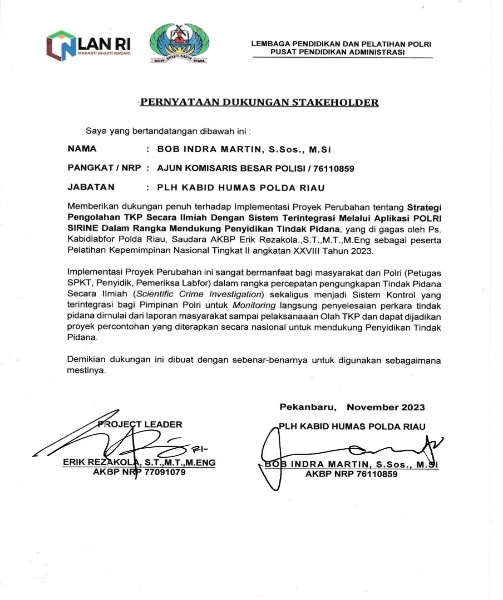 LAN RI
MAKARTI BHAKTI NAGARI
LEMBAGA PENDIDIKAN DAN PELATIHAN POLRI
PUSAT PENDIDIKAN ADMINISTRASI
PERNYATAAN DUKUNGAN STAKEHOLDER
Saya yang bertandatangan dibawah ini :
NAMA : BOB INDRA MARTIN, S.Sos., M.Si
PANGKAT / NRP : AJUN KOMISARIS BESAR POLISI / 76110859
JABATAN : PLH KABID HUMAS POLDA RIAU
Memberikan dukungan penuh terhadap Implementasi Proyek Perubahan tentang Strategi
Pengolahan TKP Secara Ilmiah Dengan Sistem Terintegrasi Melalui Aplikasi POLRI
SIRINE Dalam Rangka Mendukung Penyidikan Tindak Pidana, yang di gagas oleh Ps.
Kabidlabfor Polda Riau, Saudara AKBP Erik Rezakola.,S.T.,M.T.,M.Eng sebagai peserta
Pelatihan Kepemimpinan Nasional Tingkat II angkatan XXVIII Tahun 2023.
Implementasi Proyek Perubahan ini sangat bermanfaat bagi masyarakat dan Polri (Petugas
SPKT, Penyidik, Pemeriksa Labfor) dalam rangka percepatan pengungkapan Tindak Pidana
Secara Ilmiah (Scientific Crime Investigation) sekaligus menjadi Sistem Kontrol yang
terintegrasi bagi Pimpinan Polri untuk Monitoring langsung penyelesaian perkara tindak
pidana dirnulai dari laporan masyarakat sampai pelaksanaaan Olah TKP dan dapat dijadikan
proyek percontohan yang diterapkan secara nasional untuk mendukung Penyidikan Tindak
Pidana.
Demikian dukungan ini dibuat dengan sebenar-benarnya untuk digunakan sebagaimana
mestinya.
Pekanbaru, November 2023
PROJECT LEADER
PLH KABID HUMAS POLDA RIAU
ERIK REZAKOLA, S.T.,M.T.,M.ENG
AKBP NRP 77091079
BOB INDRA MARTIN, S.Sos., M.Si
AKBP NRP 76110859